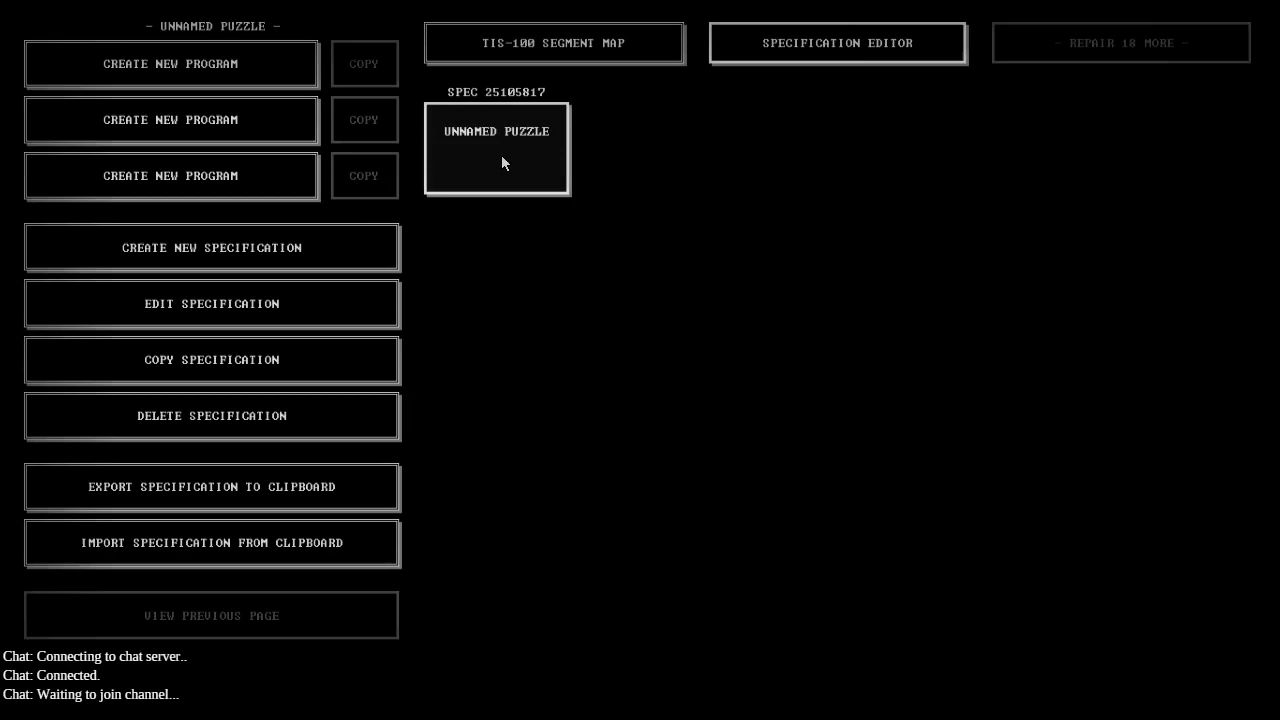 - UNNAMED PUZZLE -
CREATE NEW PROGRAM
COPY
CREATE NEW PROGRAM
COPY
CREATE NEW PROGRAM
COPY
CREATE NEW SPECIFICATION
EDIT SPECIFICATION
COPY SPECIFICATION
DELETE SPECIFICATION
EXPORT SPECIFICATION TO CLIPBOARD
IMPORT SPECIFICATION FROM CLIPBOARD
VIEW PREVIOUS PAGE
TIS-100 SEGMENT MAP
SPECIFICATION EDITOR
- REPAIR 18 MORE -
SPEC 25105817
UNNAMED PUZZLE
Chat: Connecting to chat server..
Chat: Connected.
Chat: Waiting to join channel...